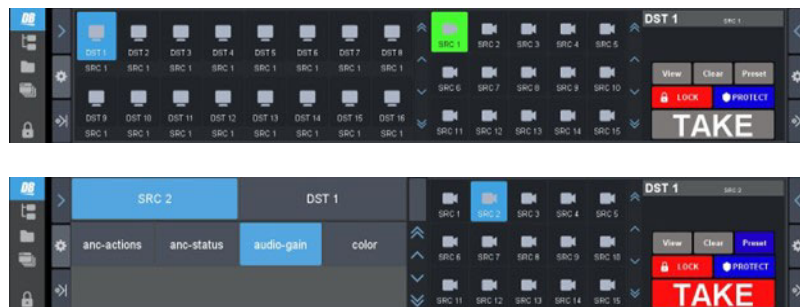 DB
DST 1 DST 2 DST 3 DST 4 DST 5 DST 6 DST 7 DST 8
SRC 1 SRC 1 SRC 1 SRC 1 SRC 1 SRC 1 SRC 1 SRC 1
DST 9 DST 10 DST 11 DST 12 DST 13 DST 14 DST 15 DST 16
SRC 1 SRC 1 SRC 1 SRC 1 SRC 1 SRC 1 SRC 1 SRC 1
SRC 1 SRC 2 SRC 3 SRC 4 SRC 5
SRC 6 SRC 7 SRC 8 SRC 9 SRC 10
SRC 11 SRC 12 SRC 13 SRC 14 SRC 15
DST 1 SRC 1
View Clear Preset
LOCK PROTECT
TAKE
DB
SRC 2 DST 1
anc-actions anc-status audio-gain color
SRC 1 SRC 2 SRC 3 SRC 4 SRC 5
SRC 6 SRC 7 SRC 8 SRC 9 SRC 10
SRC 11 SRC 12 SRC 13 SRC 14 SRC 15
DST 1 SRC 2
View Clear Preset
LOCK PROTECT
TAKE